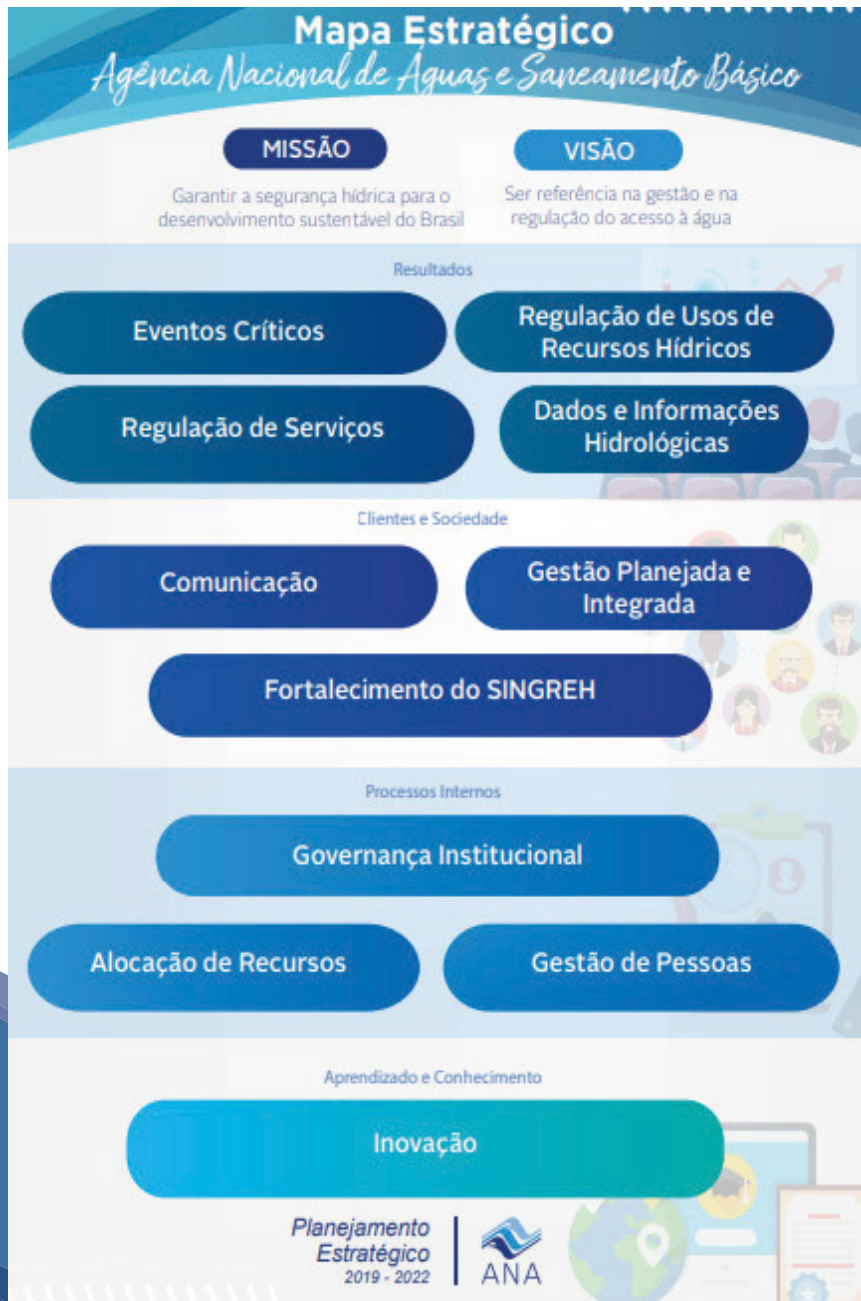 Mapa Estratégico
Agência Nacional de Águas e Saneamento Básico
MISSÃO
Garantir a segurança hídrica para o
desenvolvimento sustentável do Brasil
VISÃO
Ser referência na gestão e na
regulação do acesso à água
Resultados
Eventos Críticos
Regulação de Usos de
Recursos Hídricos
Regulação de Serviços
Dados e Informações
Hidrológicas
Clientes e Sociedade
Comunicação
Gestão Planejada e
Integrada
Fortalecimento do SINGREH
Processos Internos
Governança Institucional
Alocação de Recursos
Gestão de Pessoas
Aprendizado e Conhecimento
Inovação
Planejamento
Estratégico
2019 - 2022
ANA